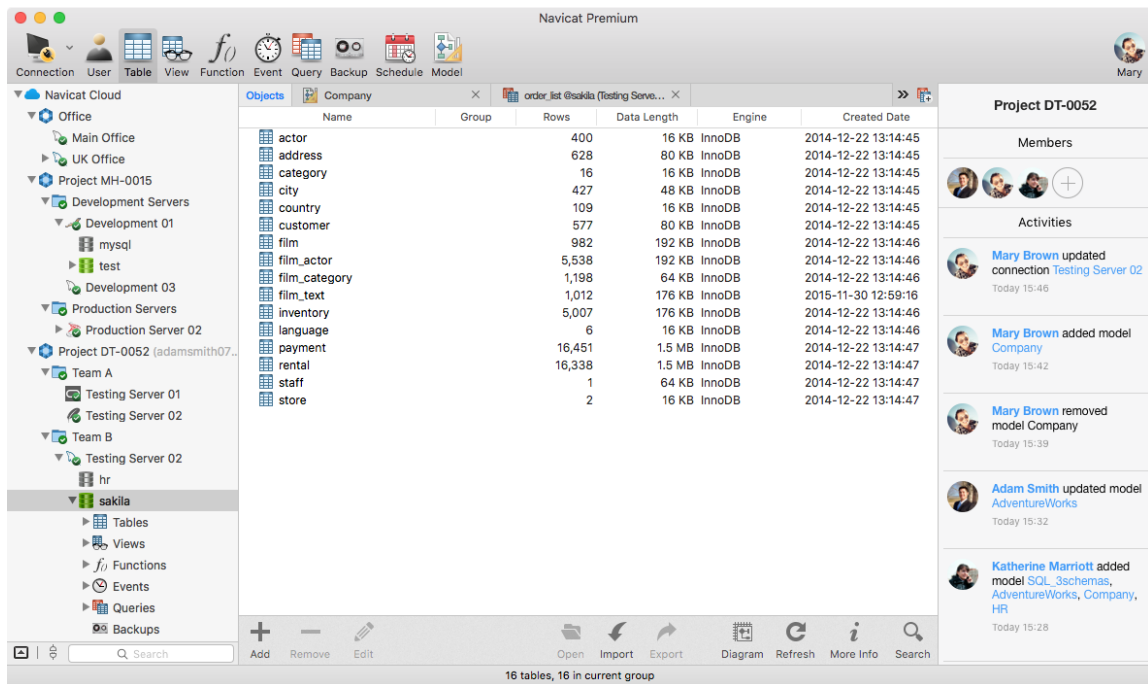 Navicat Premium
Connection User Table View Function Event Query Backup Schedule Model
Mary
Navicat Cloud
Office
Main Office
UK Office
Project MH-0015
Development Servers
Development 01
mysql
test
Development 03
Production Servers
Production Server 02
Project DT-0052 (adamsmith07..
Team A
Testing Server 01
Testing Server 02
Team B
Testing Server 02
hr
sakila
Tables
Views
Functions
Events
Queries
Backups
Search
Objects Company order_list @sakila (Testing Serve...
Name Group Rows Data Length Engine Created Date
actor 400 16 KB InnoDB 2014-12-22 13:14:45
address 628 80 KB InnoDB 2014-12-22 13:14:45
category 16 16 KB InnoDB 2014-12-22 13:14:45
city 427 48 KB InnoDB 2014-12-22 13:14:45
country 109 16 KB InnoDB 2014-12-22 13:14:45
customer 577 80 KB InnoDB 2014-12-22 13:14:45
film 982 192 KB InnoDB 2014-12-22 13:14:46
film_actor 5,538 192 KB InnoDB 2014-12-22 13:14:46
film_category 1,198 64 KB InnoDB 2014-12-22 13:14:46
film_text 1,012 176 KB InnoDB 2015-11-30 12:59:16
inventory 5,007 176 KB InnoDB 2014-12-22 13:14:46
language 6 16 KB InnoDB 2014-12-22 13:14:46
payment 16,451 1.5 MB InnoDB 2014-12-22 13:14:47
rental 16,338 1.5 MB InnoDB 2014-12-22 13:14:47
staff 1 64 KB InnoDB 2014-12-22 13:14:47
store 2 16 KB InnoDB 2014-12-22 13:14:47
Add Remove Edit Open Import Export Diagram Refresh More Info Search
16 tables, 16 in current group
Project DT-0052
Members
Activities
Mary Brown updated
connection Testing Server 02
Today 15:46
Mary Brown added model
Company
Today 15:42
Mary Brown removed
model Company
Today 15:39
Adam Smith updated model
AdventureWorks
Today 15:32
Katherine Marriott added
model SQL_3schemas,
AdventureWorks, Company,
HR
Today 15:28